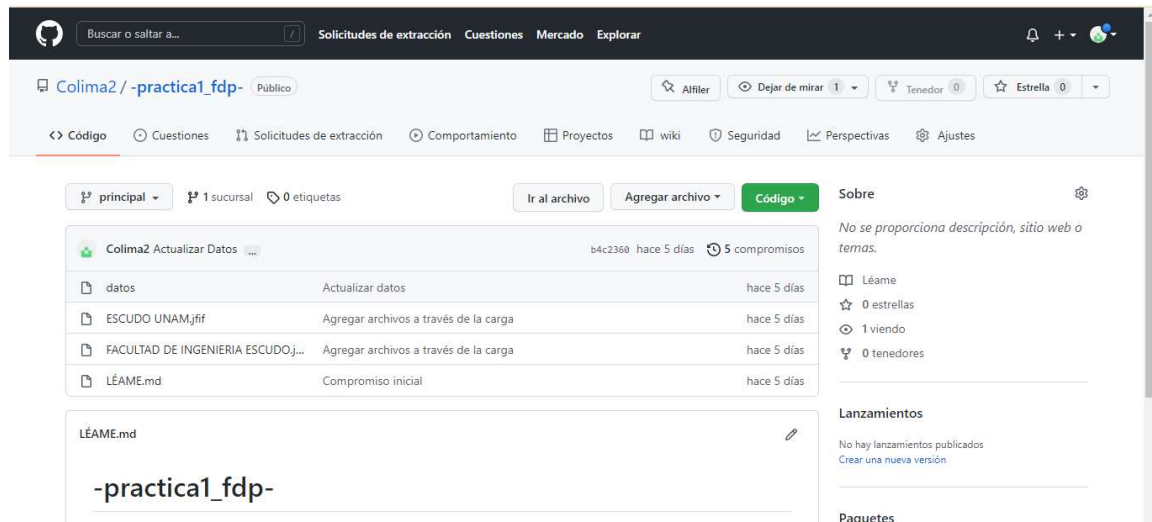 Buscar o saltar a... / Solicitudes de extracción Cuestiones Mercado Explorar
Colima2 / -practica1_fdp- Público Alfiler Dejar de mirar 1 Tenedor 0 Estrella 0
<> Código Cuestiones Solicitudes de extracción Comportamiento Proyectos wiki Seguridad Perspectivas Ajustes
principal 1 sucursal 0 etiquetas Ir al archivo Agregar archivo Código
Sobre
No se proporciona descripción, sitio web o
temas.
Léame
0 estrellas
1 viendo
0 tenedores
Colima2 Actualizar Datos ... b4c2360 hace 5 días 5 compromisos
datos Actualizar datos hace 5 días
ESCUDO UNAM.jfif Agregar archivos a través de la carga hace 5 días
FACULTAD DE INGENIERIA ESCUDO.j... Agregar archivos a través de la carga hace 5 días
LÉAME.md Compromiso inicial hace 5 días
LÉAME.md
-practica1_fdp-
Lanzamientos
No hay lanzamientos publicados
Crear una nueva versión
Paquetes